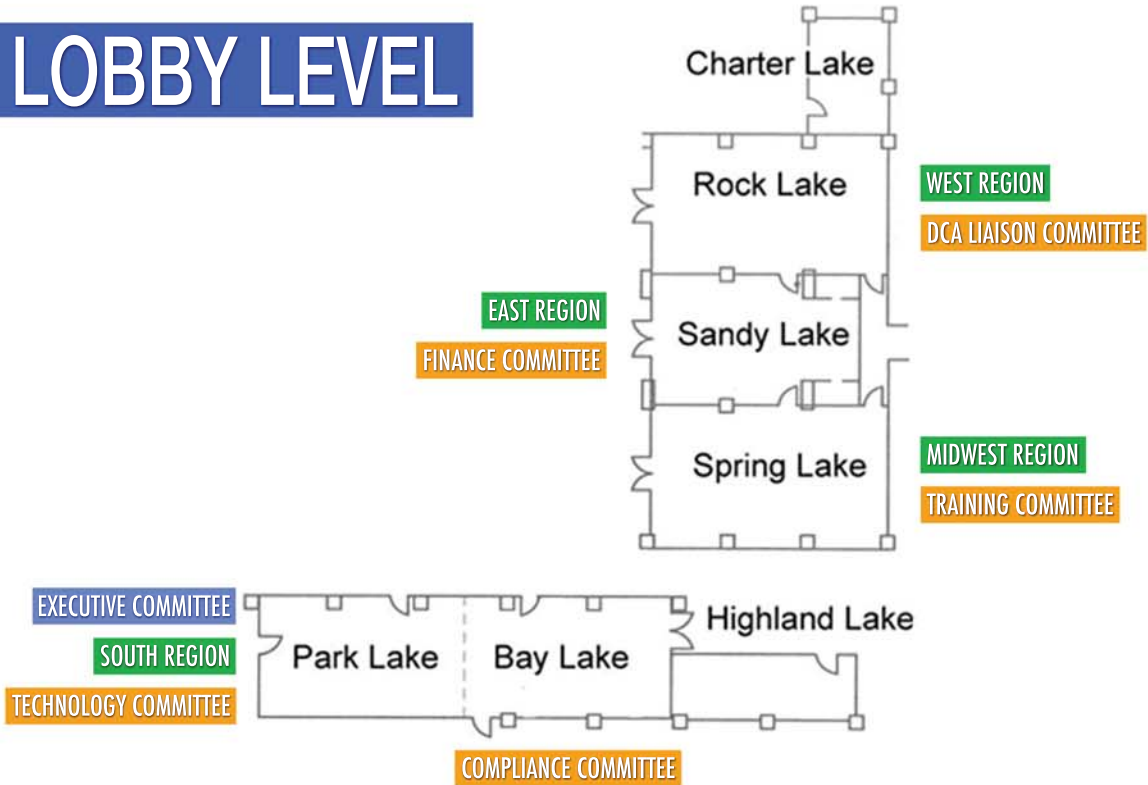 LOBBY LEVEL
Charter Lake
Rock Lake
WEST REGION
DCA LIAISON COMMITTEE
EAST REGION
FINANCE COMMITTEE
Sandy Lake
Spring Lake
MIDWEST REGION
TRAINING COMMITTEE
EXECUTIVE COMMITTEE
SOUTH REGION
TECHNOLOGY COMMITTEE
Park Lake
Bay Lake
Highland Lake
COMPLIANCE COMMITTEE